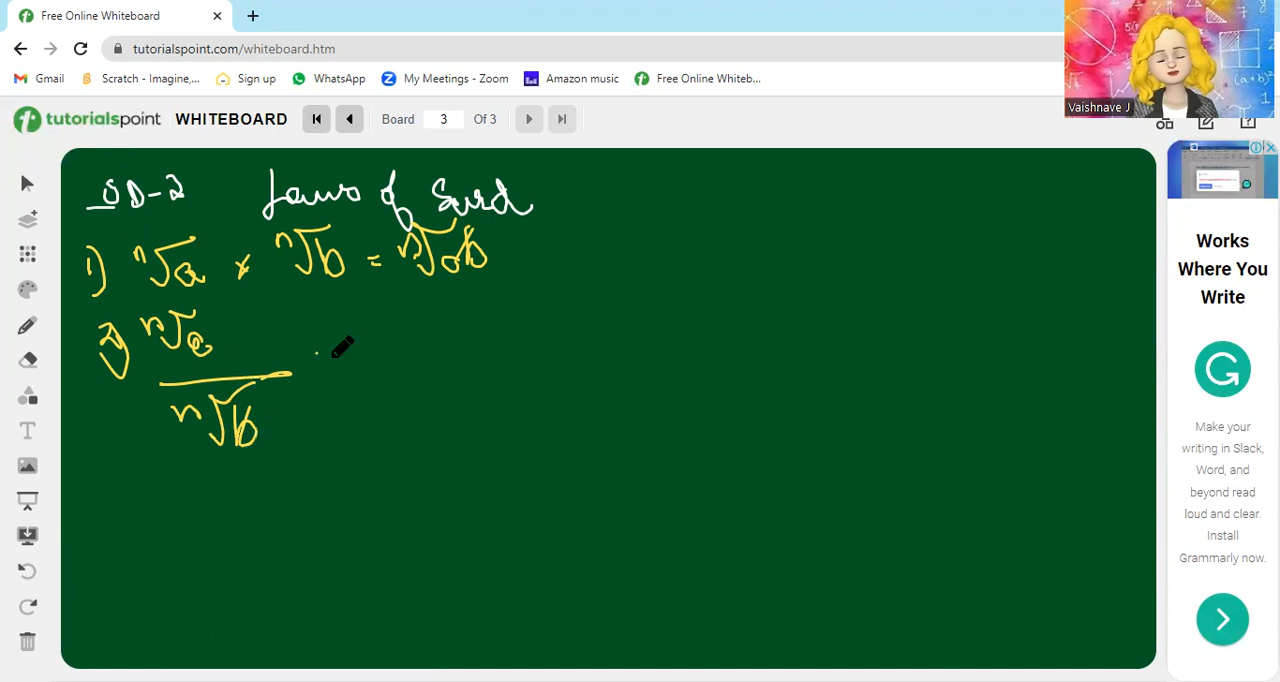 Free Online Whiteboard
tutorialspoint.com/whiteboard.htm
Gmail
Scratch - Imagine,...
Sign up
WhatsApp
My Meetings - Zoom
Amazon music
Free Online Whiteb...
Vaishnave J
tutorialspoint WHITEBOARD Board 3 Of 3
OD-2 Laws of Surd
1) ⁿ√a × ⁿ√b = ⁿ√ab
2) ⁿ√a
ⁿ√b
Works
Where You
Write
Make your
writing in Slack,
Word, and
beyond read
loud and clear.
Install
Grammarly now.